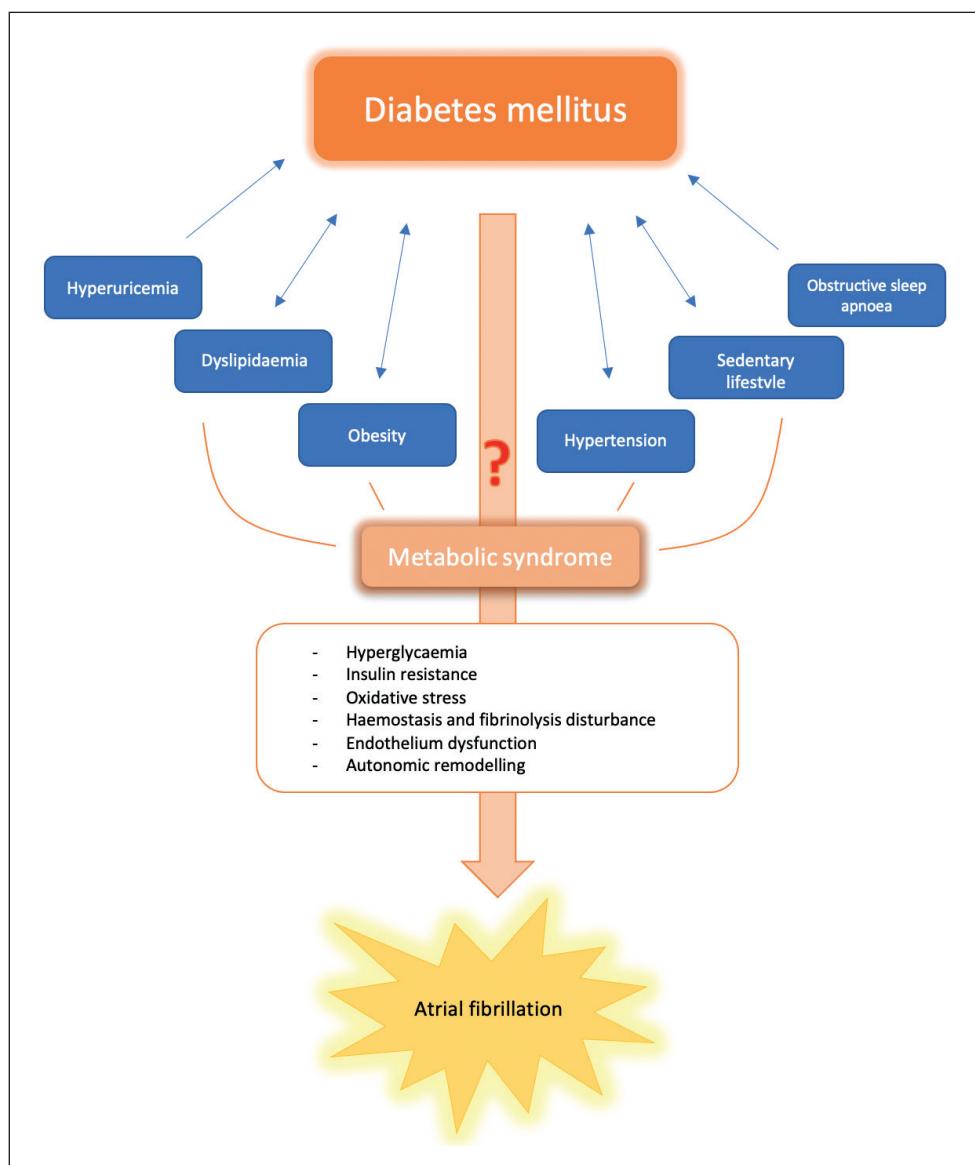 Diabetes mellitus
Hyperuricemia
Obstructive sleep
apnoea
Dyslipidaemia
Sedentary
lifestvle
Obesity
Hypertension
?
Metabolic syndrome
- Hyperglycaemia
- Insulin resistance
- Oxidative stress
- Haemostasis and fibrinolysis disturbance
- Endothelium dysfunction
- Autonomic remodelling
Atrial fibrillation